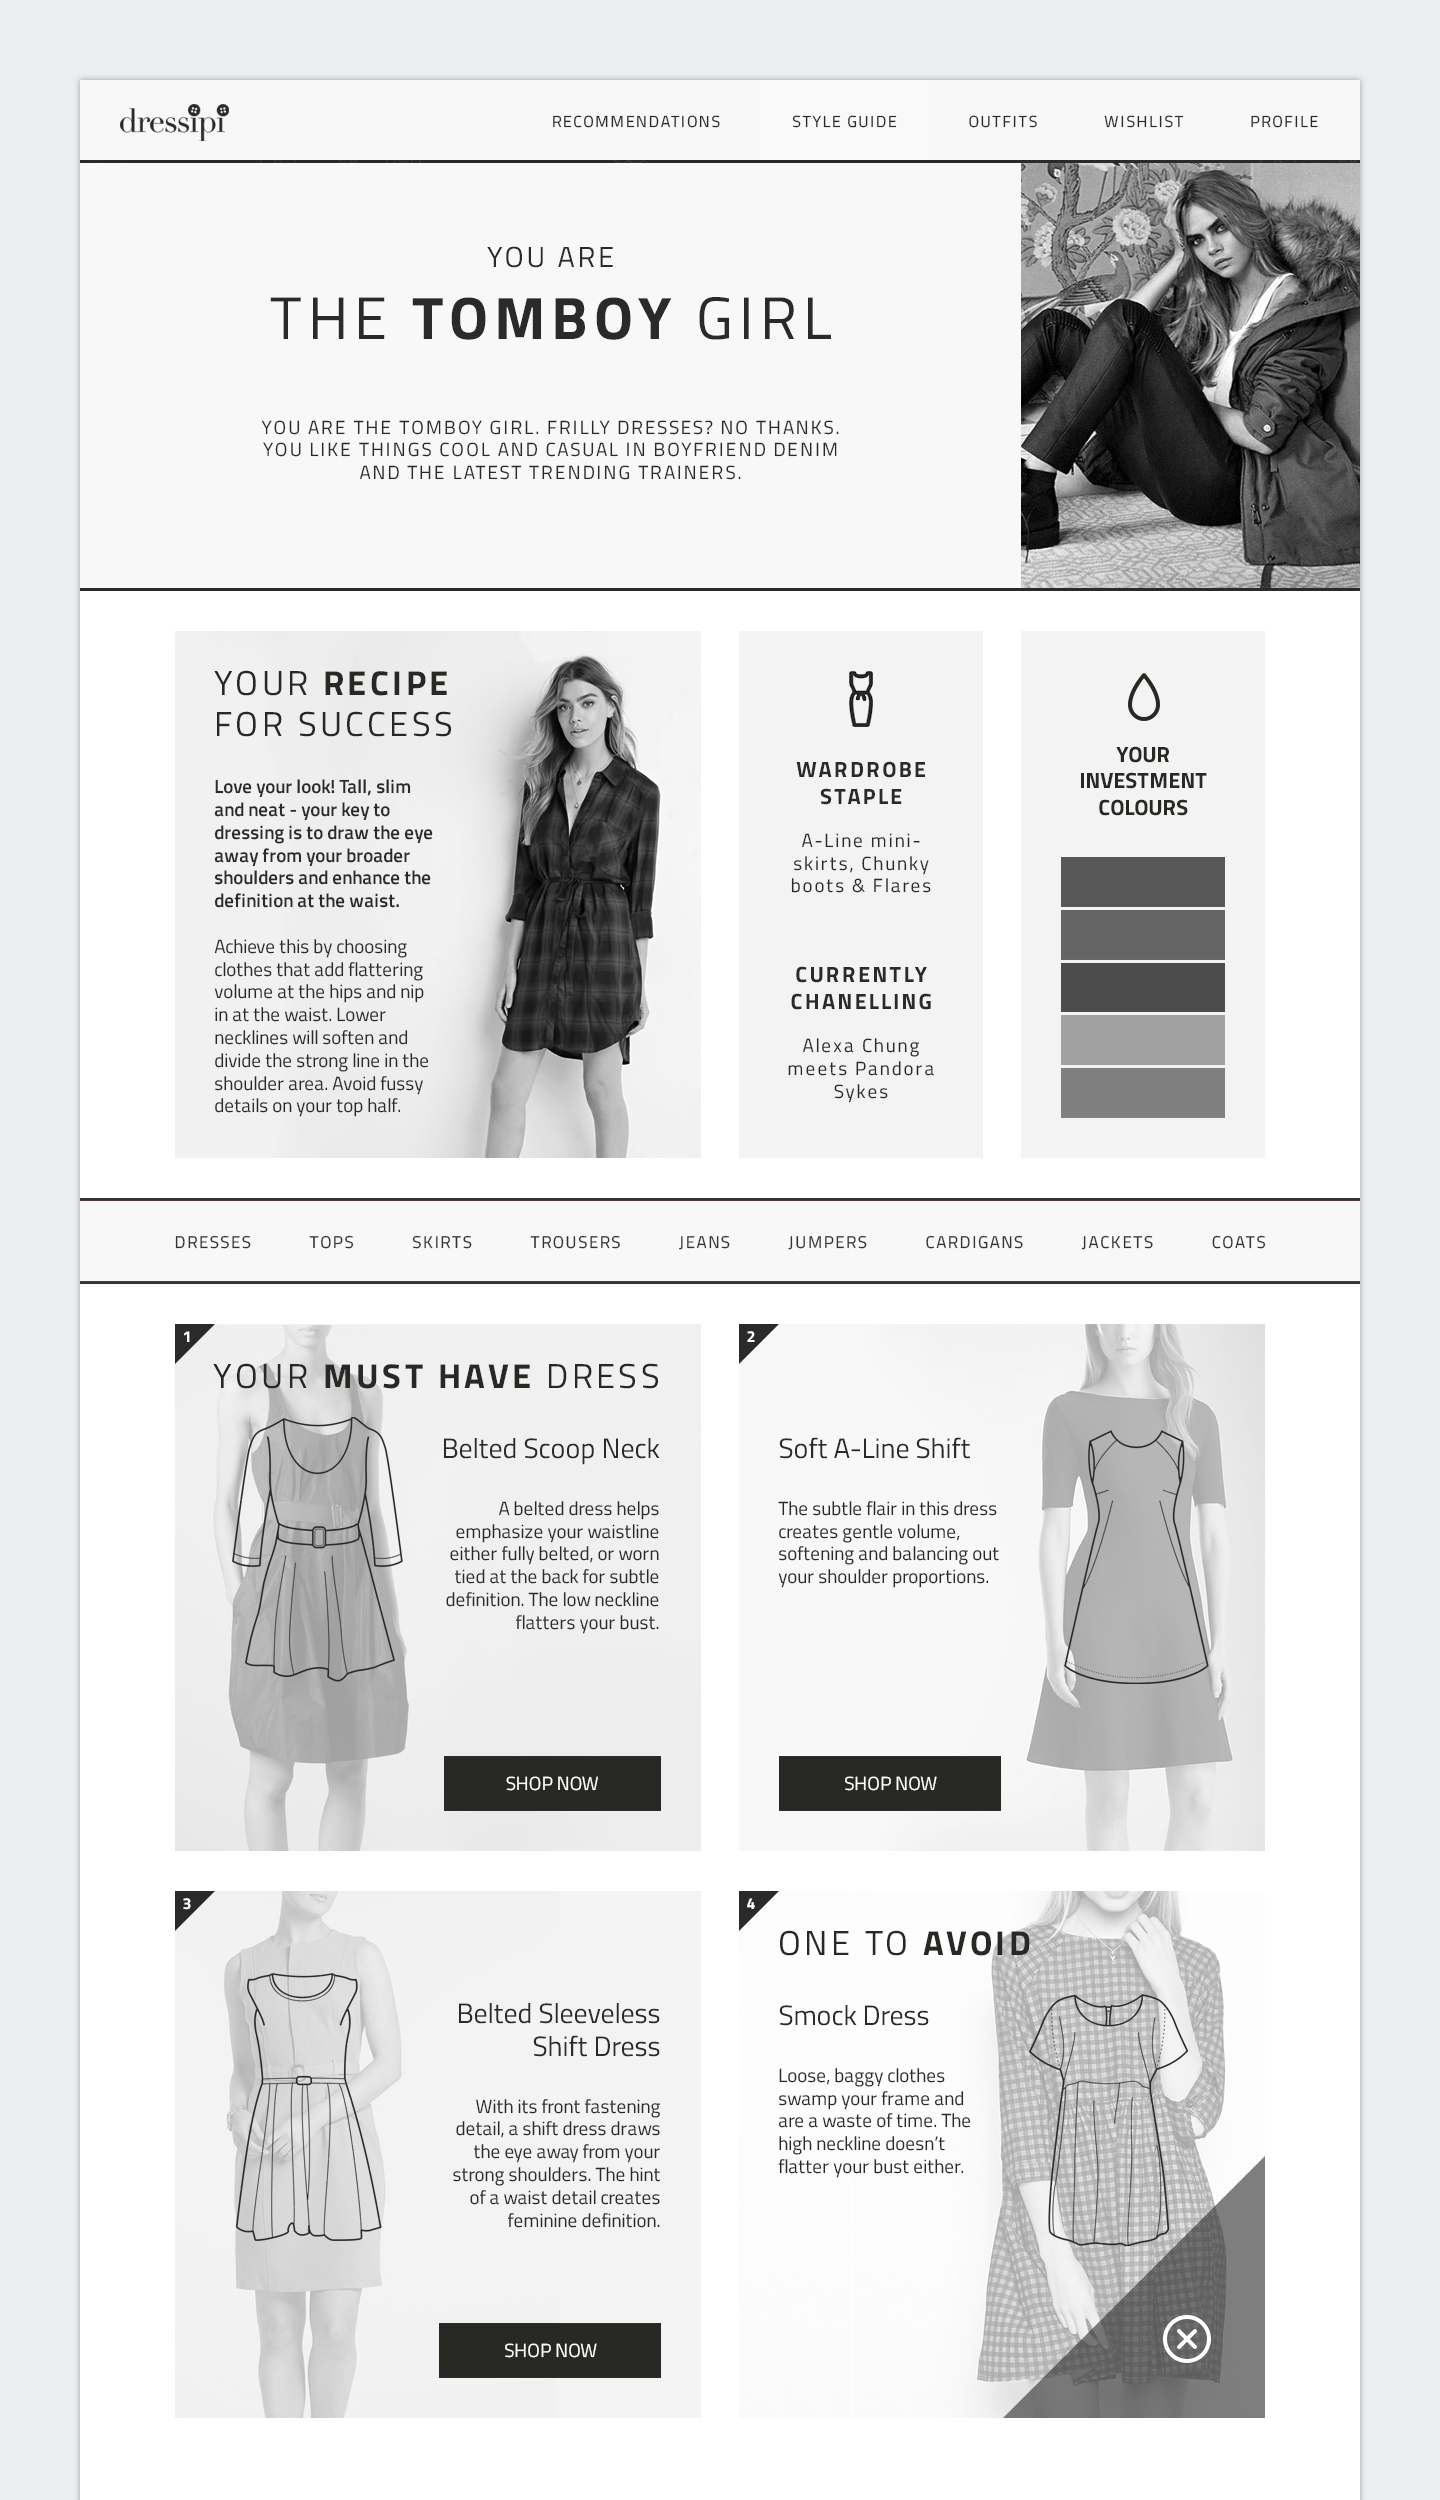 dressipi
RECOMMENDATIONS
STYLE GUIDE
OUTFITS
WISHLIST
PROFILE
YOU ARE
THE TOMBOY GIRL
YOU ARE THE TOMBOY GIRL. FRILLY DRESSES? NO THANKS.
YOU LIKE THINGS COOL AND CASUAL IN BOYFRIEND DENIM
AND THE LATEST TRENDING TRAINERS.
YOUR RECIPE
FOR SUCCESS
Love your look! Tall, slim
and neat - your key to
dressing is to draw the eye
away from your broader
shoulders and enhance the
definition at the waist.
Achieve this by choosing
clothes that add flattering
volume at the hips and nip
in at the waist. Lower
necklines will soften and
divide the strong line in the
shoulder area. Avoid fussy
details on your top half.
WARDROBE
STAPLE
A-Line mini-
skirts, Chunky
boots & Flares
CURRENTLY
CHANELLING
Alexa Chung
meets Pandora
Sykes
YOUR
INVESTMENT
COLOURS
DRESSES
TOPS
SKIRTS
TROUSERS
JEANS
JUMPERS
CARDIGANS
JACKETS
COATS
1
YOUR MUST HAVE DRESS
Belted Scoop Neck
A belted dress helps
emphasize your waistline
either fully belted, or worn
tied at the back for subtle
definition. The low neckline
flatters your bust.
SHOP NOW
2
Soft A-Line Shift
The subtle flair in this dress
creates gentle volume,
softening and balancing out
your shoulder proportions.
SHOP NOW
3
Belted Sleeveless
Shift Dress
With its front fastening
detail, a shift dress draws
the eye away from your
strong shoulders. The hint
of a waist detail creates
feminine definition.
SHOP NOW
4
ONE TO AVOID
Smock Dress
Loose, baggy clothes
swamp your frame and
are a waste of time. The
high neckline doesn't
flatter your bust either.